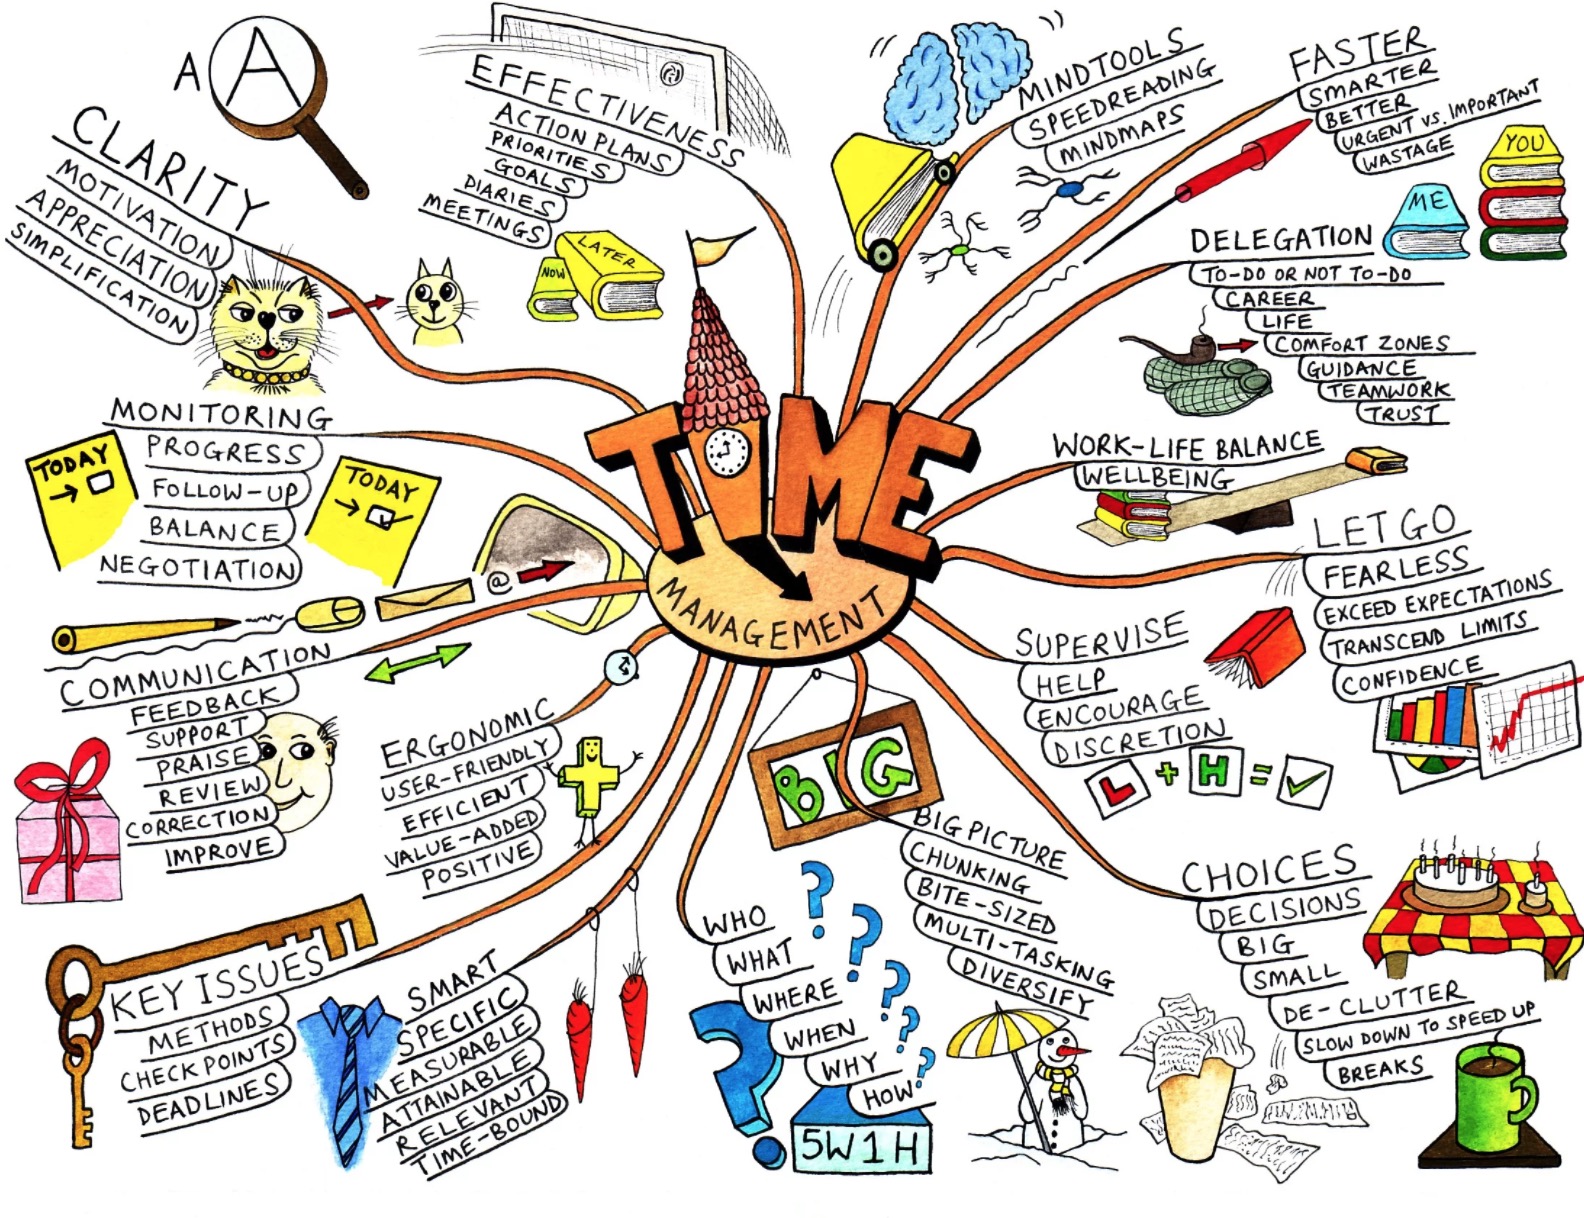 TIME
MANAGEMENT
A A
CLARITY
MOTIVATION
APPRECIATION
SIMPLIFICATION
EFFECTIVENESS
ACTION PLANS
PRIORITIES
GOALS
DIARIES
MEETINGS
NOW
LATER
MINDTOOLS
SPEEDREADING
MINDMAPS
FASTER
SMARTER
BETTER
URGENT VS. IMPORTANT
WASTAGE
YOU
ME
DELEGATION
TO-DO OR NOT TO-DO
CAREER
LIFE
COMFORT ZONES
GUIDANCE
TEAMWORK
TRUST
WORK-LIFE BALANCE
WELLBEING
LET GO
FEARLESS
EXCEED EXPECTATIONS
TRANSCEND LIMITS
CONFIDENCE
SUPERVISE
HELP
ENCOURAGE
DISCRETION
L + H = ✓
CHOICES
DECISIONS
BIG
SMALL
DE-CLUTTER
SLOW DOWN TO SPEED UP
BREAKS
BIG
BIG PICTURE
CHUNKING
BITE-SIZED
MULTI-TASKING
DIVERSIFY
WHO
WHAT
WHERE
WHEN
WHY
HOW
? ? ? ? ? ?
5W1H
SMART
SPECIFIC
MEASURABLE
ATTAINABLE
RELEVANT
TIME-BOUND
KEY ISSUES
METHODS
CHECKPOINTS
DEADLINES
ERGONOMIC
USER-FRIENDLY
EFFICIENT
VALUE-ADDED
POSITIVE
COMMUNICATION
FEEDBACK
SUPPORT
PRAISE
REVIEW
CORRECTION
IMPROVE
@
MONITORING
PROGRESS
FOLLOW-UP
BALANCE
NEGOTIATION
TODAY
→ □
TODAY
→ ☑